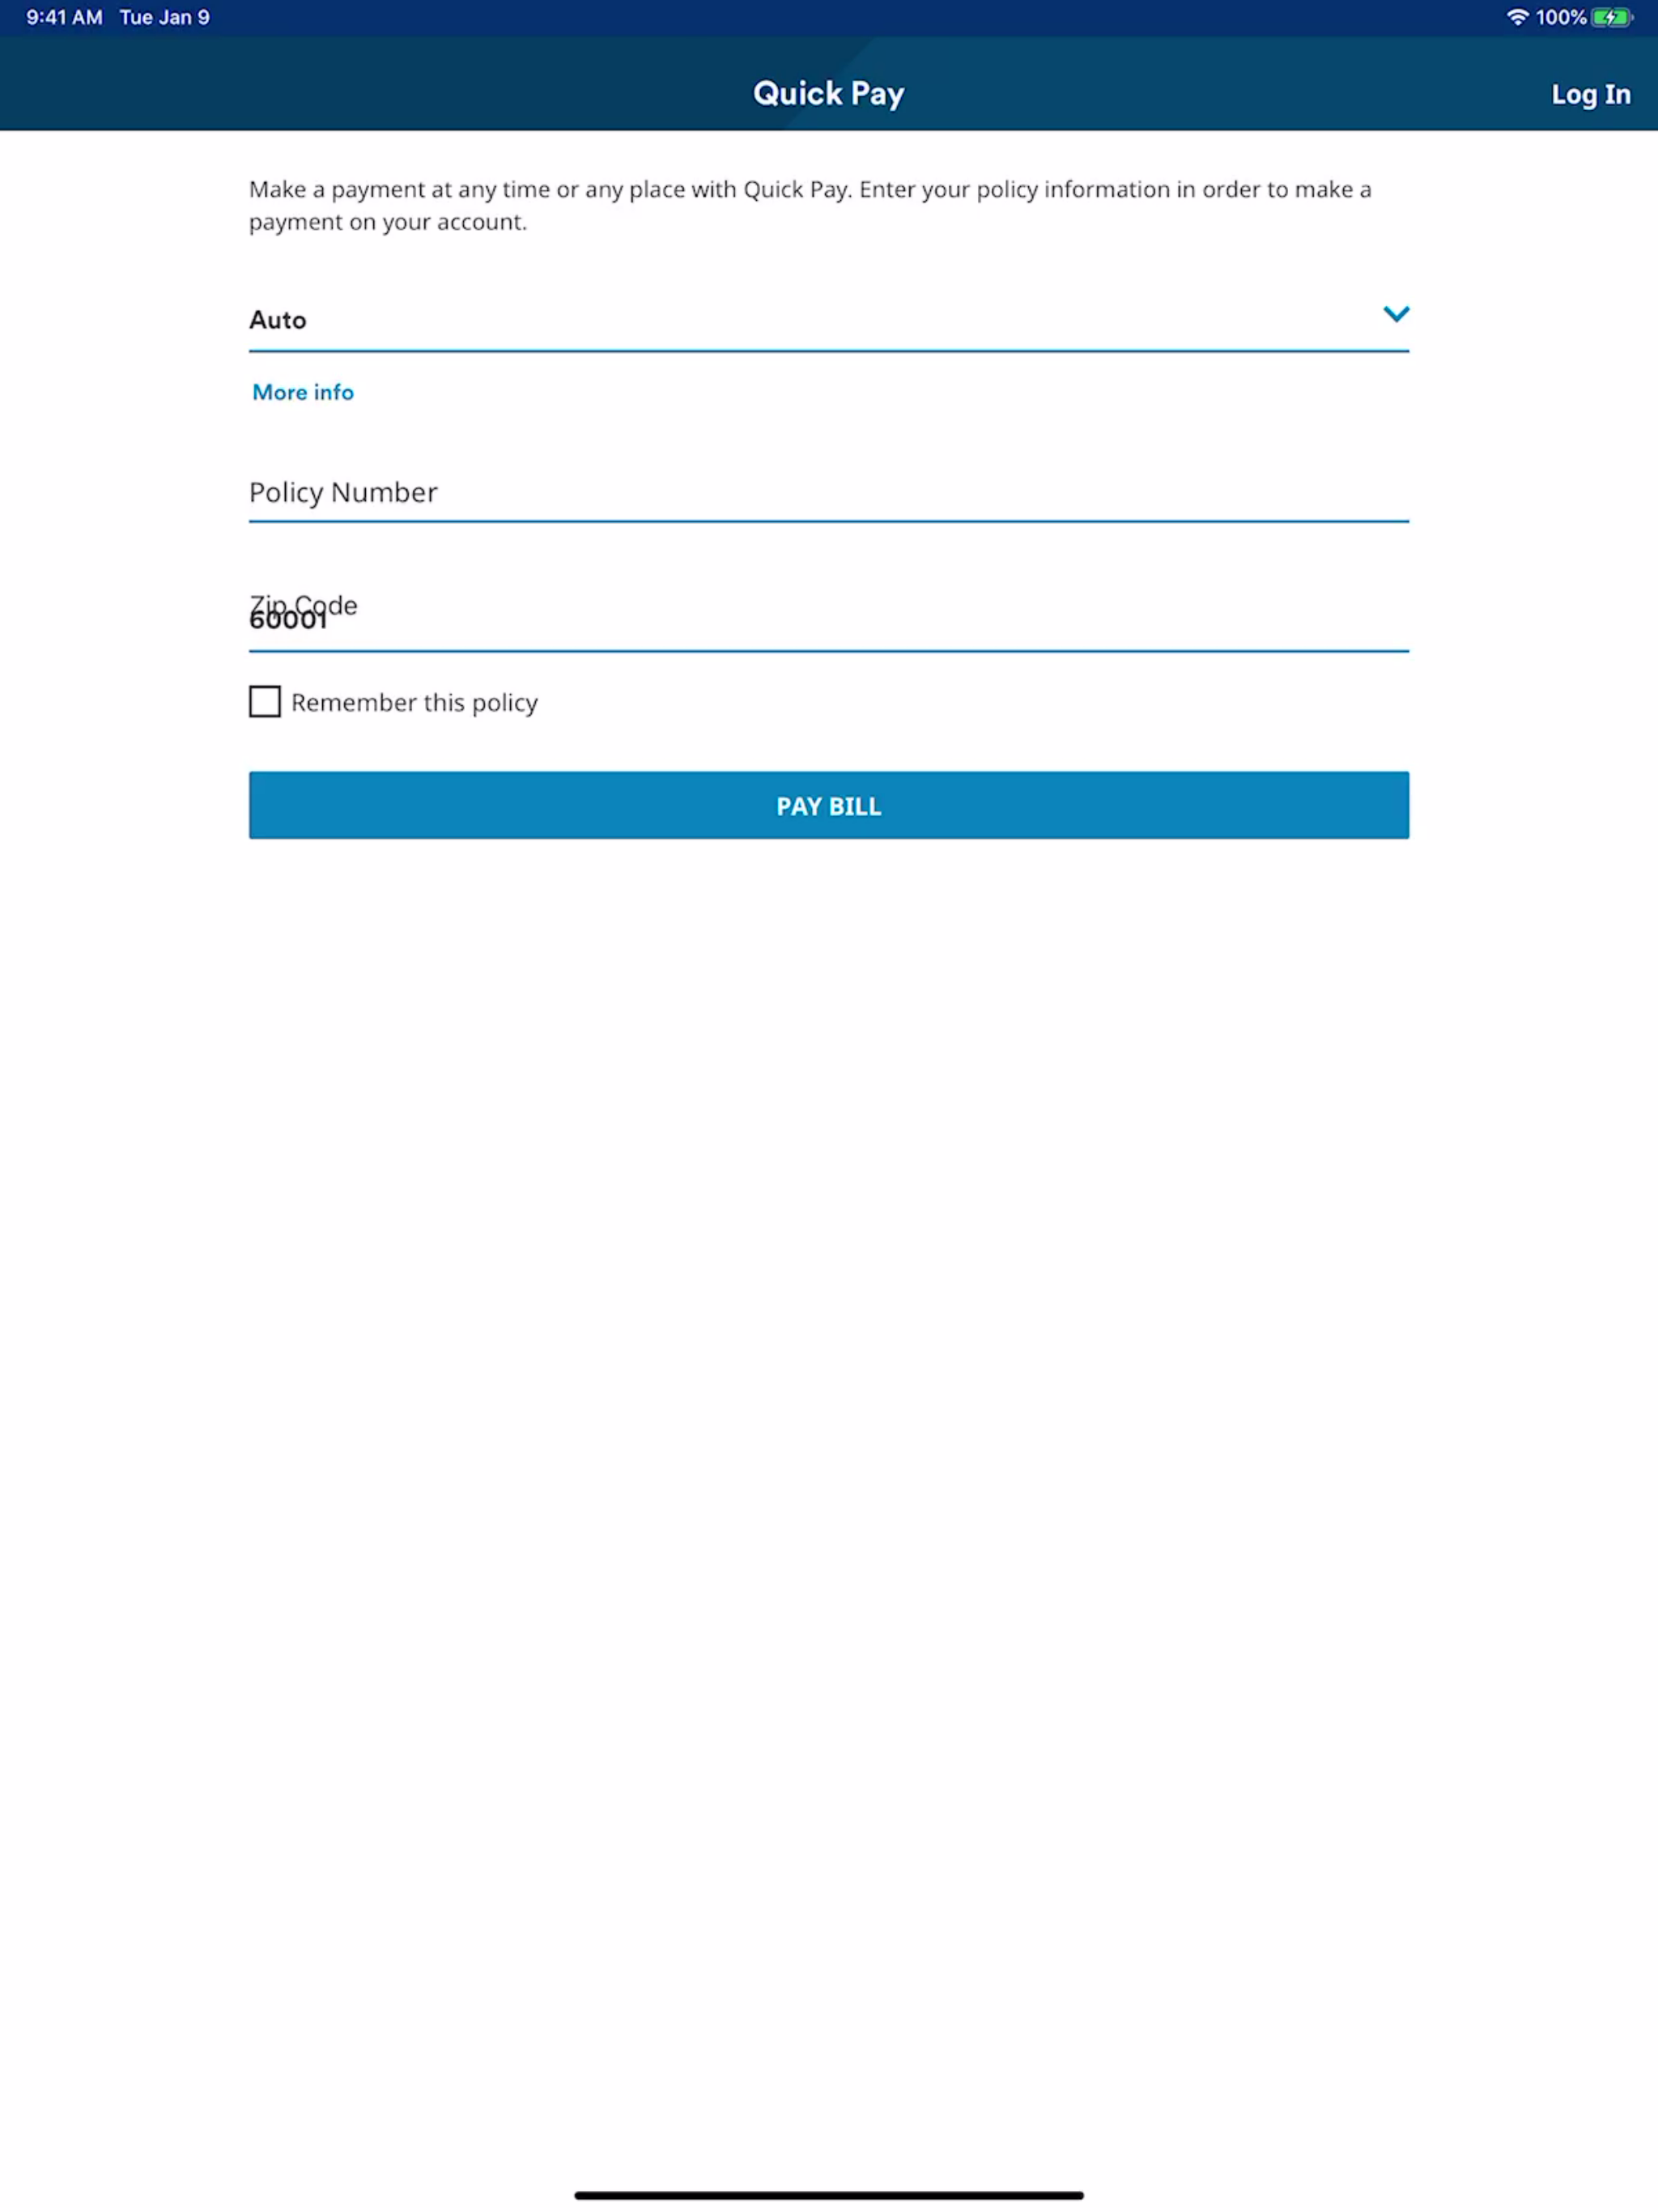 9:41 AM Tue Jan 9
100%
Quick Pay
Log In
Make a payment at any time or any place with Quick Pay. Enter your policy information in order to make a
payment on your account.
Auto
More info
Policy Number
Zip Code
60001
Remember this policy
PAY BILL